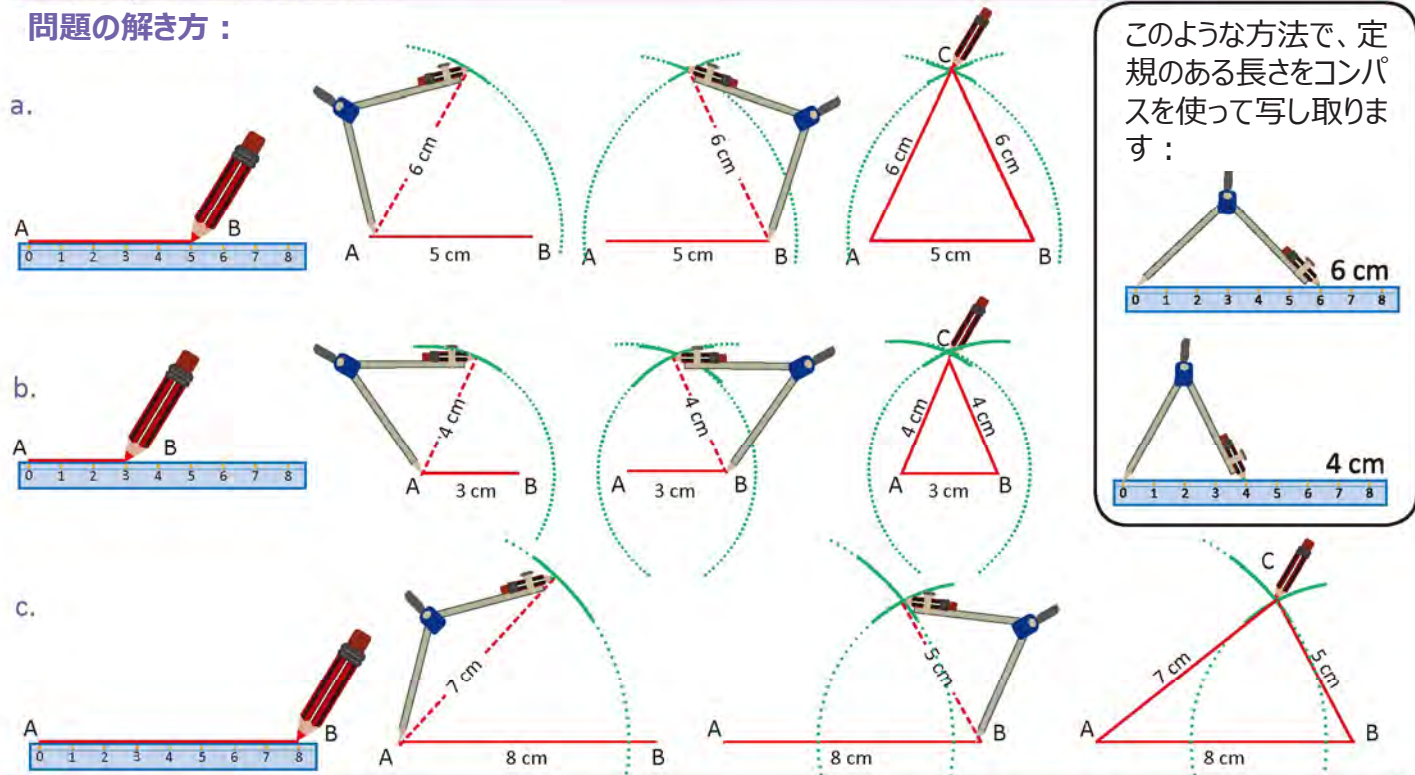 問題の解き方：
このような方法で、定
規のある長さをコンパ
スを使って写し取りま
す：
6 cm
0 1 2 3 4 5 6 7 8
4 cm
0 1 2 3 4 5 6 7 8
a.
A B
0 1 2 3 4 5 6 7 8
6 cm
A 5 cm B
6 cm
A 5 cm B
C
6 cm 6 cm
A 5 cm B
b.
A B
0 1 2 3 4 5 6 7 8
4 cm
A 3 cm B
4 cm
A 3 cm B
C
4 cm 4 cm
A 3 cm B
c.
A B
0 1 2 3 4 5 6 7 8
7 cm
A 8 cm B
5 cm
A 8 cm B
C
7 cm 5 cm
A 8 cm B